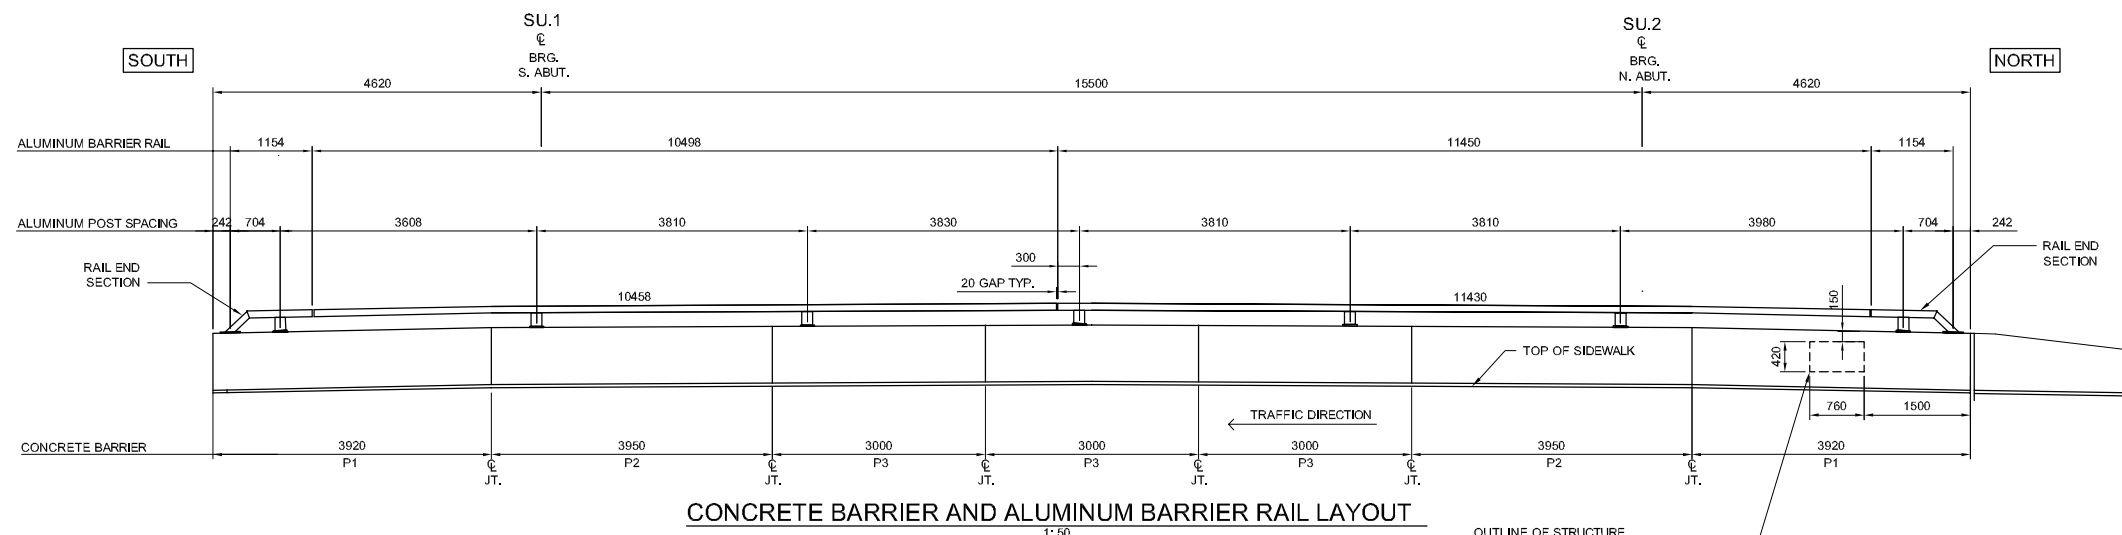 SU.1
℄
BRG.
S. ABUT.
SU.2
℄
BRG.
N. ABUT.
SOUTH
NORTH
4620
15500
4620
ALUMINUM BARRIER RAIL
1154
10498
11450
1154
ALUMINUM POST SPACING
242
704
3608
3810
3830
3810
3810
3980
704
242
RAIL END
SECTION
300
20 GAP TYP.
RAIL END
SECTION
10458
11430
150
420
TOP OF SIDEWALK
TRAFFIC DIRECTION
760
1500
CONCRETE BARRIER
3920
P1
℄
JT.
3950
P2
℄
JT.
3000
P3
℄
JT.
3000
P3
℄
JT.
3000
P3
℄
JT.
3950
P2
℄
JT.
3920
P1
CONCRETE BARRIER AND ALUMINUM BARRIER RAIL LAYOUT
1:50
OUTLINE OF STRUCTURE